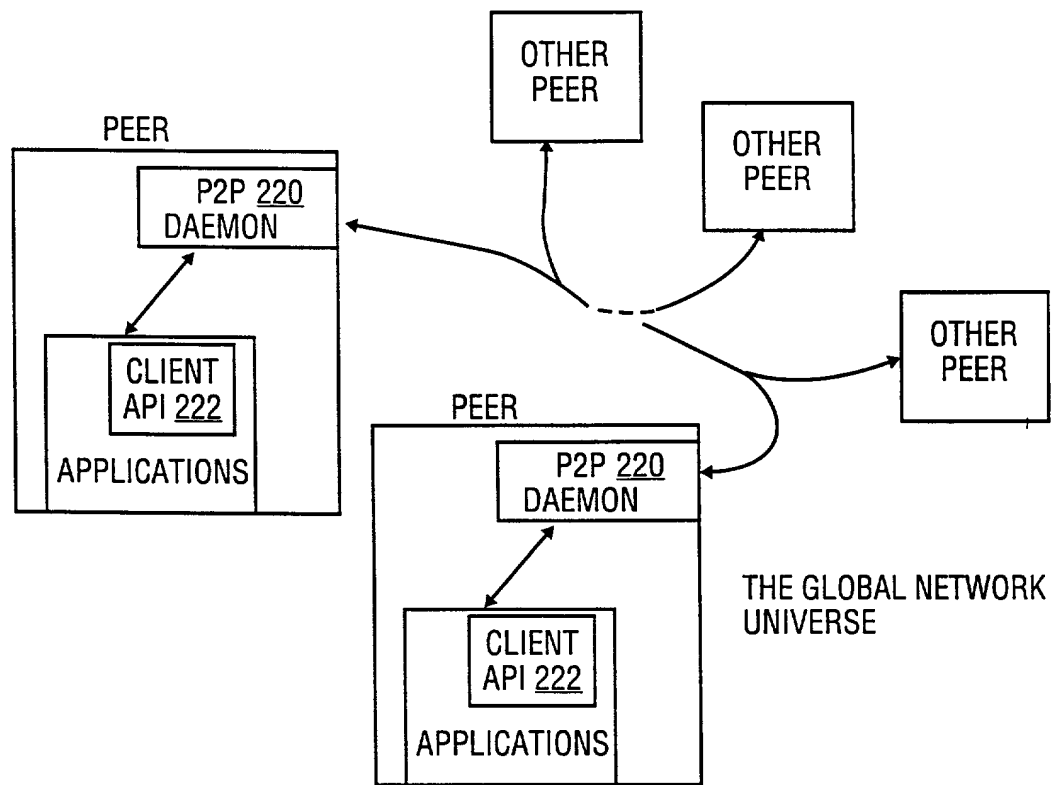 OTHER
PEER
OTHER
PEER
PEER
P2P 220
DAEMON
CLIENT
API 222
APPLICATIONS
OTHER
PEER
PEER
P2P 220
DAEMON
CLIENT
API 222
APPLICATIONS
THE GLOBAL NETWORK
UNIVERSE